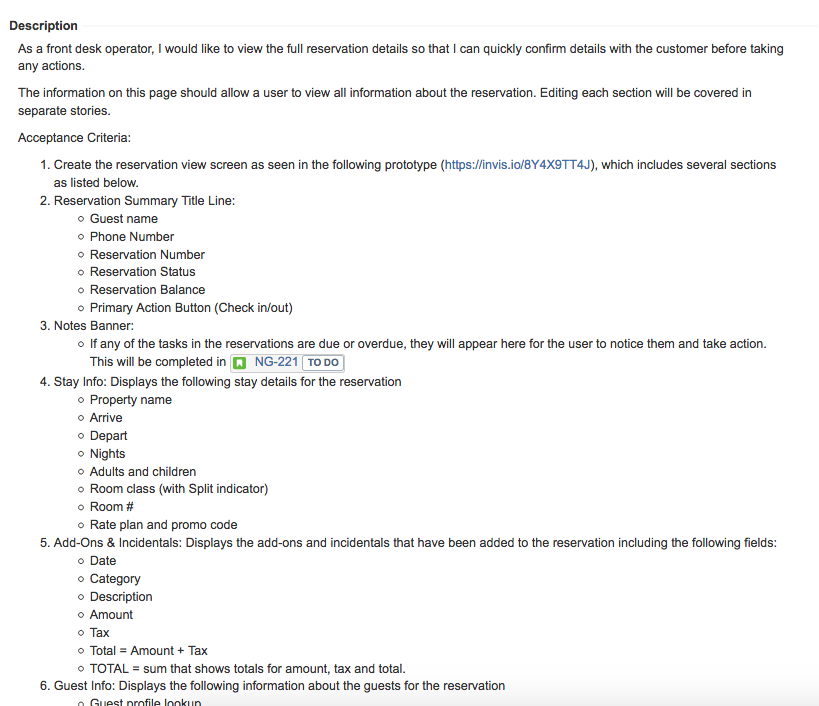 Description
As a front desk operator, I would like to view the full reservation details so that I can quickly confirm details with the customer before taking
any actions.
The information on this page should allow a user to view all information about the reservation. Editing each section will be covered in
separate stories.
Acceptance Criteria:
1. Create the reservation view screen as seen in the following prototype (https://invis.io/8Y4X9TT4J), which includes several sections
as listed below.
2. Reservation Summary Title Line:
Guest name
Phone Number
Reservation Number
Reservation Status
Reservation Balance
Primary Action Button (Check in/out)
3. Notes Banner:
If any of the tasks in the reservations are due or overdue, they will appear here for the user to notice them and take action.
This will be completed in NG-221 TO DO
4. Stay Info: Displays the following stay details for the reservation
Property name
Arrive
Depart
Nights
Adults and children
Room class (with Split indicator)
Room #
Rate plan and promo code
5. Add-Ons & Incidentals: Displays the add-ons and incidentals that have been added to the reservation including the following fields:
Date
Category
Description
Amount
Tax
Total = Amount + Tax
TOTAL = sum that shows totals for amount, tax and total.
6. Guest Info: Displays the following information about the guests for the reservation
Guest profile lookup